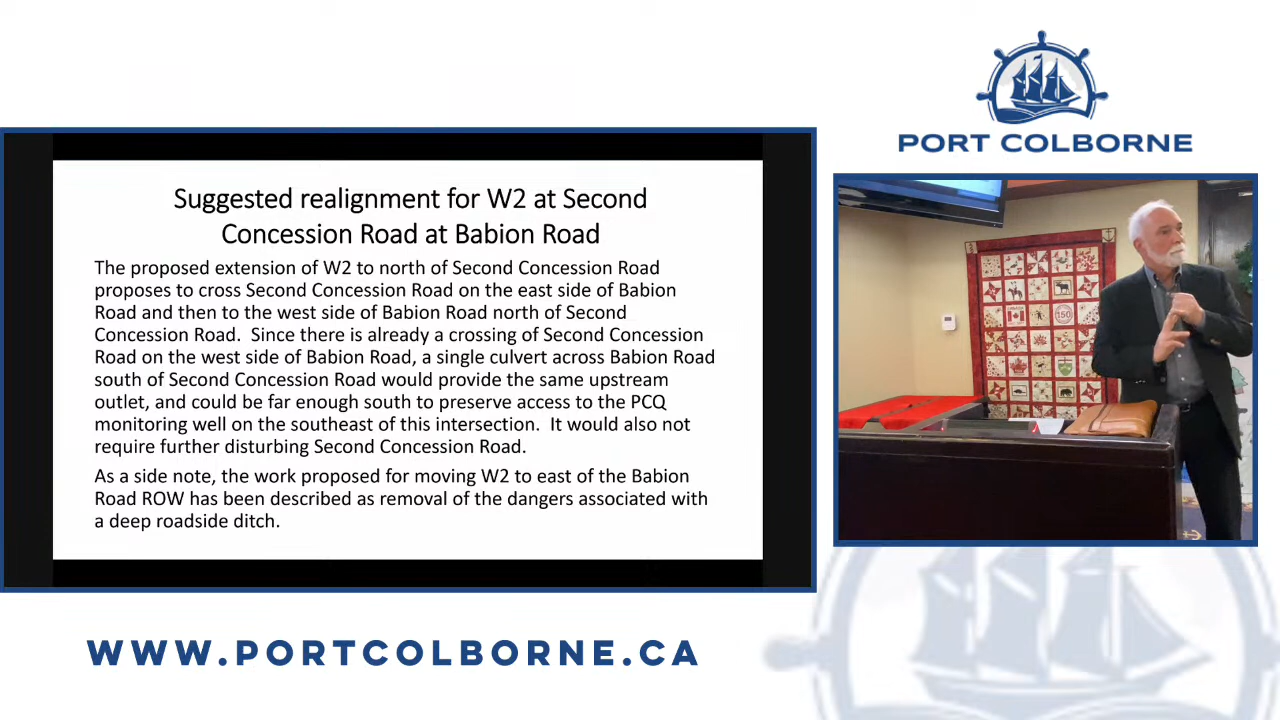 PORT COLBORNE
Suggested realignment for W2 at Second
Concession Road at Babion Road
The proposed extension of W2 to north of Second Concession Road
proposes to cross Second Concession Road on the east side of Babion
Road and then to the west side of Babion Road north of Second
Concession Road.  Since there is already a crossing of Second Concession
Road on the west side of Babion Road, a single culvert across Babion Road
south of Second Concession Road would provide the same upstream
outlet, and could be far enough south to preserve access to the PCQ
monitoring well on the southeast of this intersection.  It would also not
require further disturbing Second Concession Road.
As a side note, the work proposed for moving W2 to east of the Babion
Road ROW has been described as removal of the dangers associated with
a deep roadside ditch.
150
WWW.PORTCOLBORNE.CA